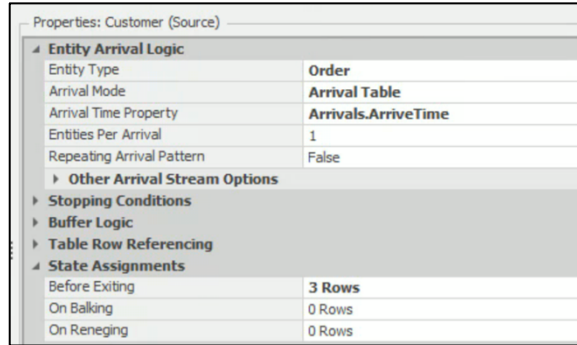 Properties: Customer (Source)
Entity Arrival Logic
Entity Type Order
Arrival Mode Arrival Table
Arrival Time Property Arrivals.ArriveTime
Entities Per Arrival 1
Repeating Arrival Pattern False
Other Arrival Stream Options
Stopping Conditions
Buffer Logic
Table Row Referencing
State Assignments
Before Exiting 3 Rows
On Balking 0 Rows
On Reneging 0 Rows